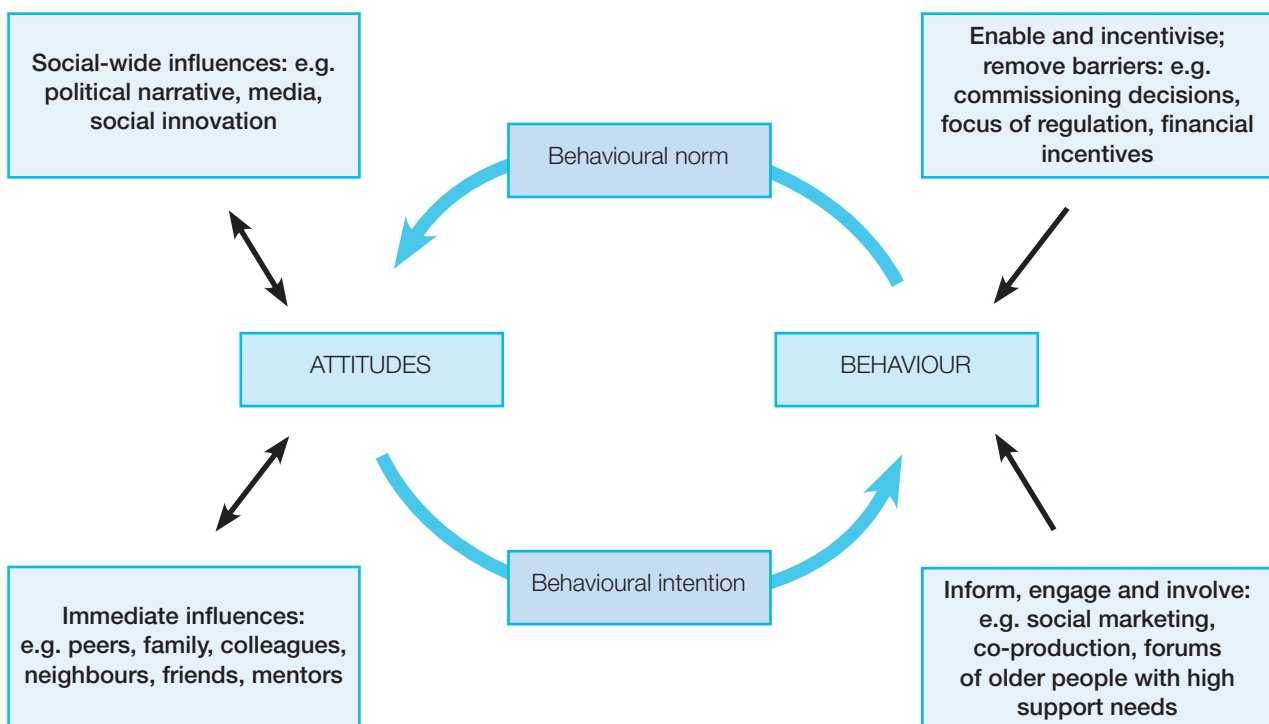 Social-wide influences: e.g.
political narrative, media,
social innovation
Enable and incentivise;
remove barriers: e.g.
commissioning decisions,
focus of regulation, financial
incentives
Behavioural norm
ATTITUDES
BEHAVIOUR
Behavioural intention
Immediate influences:
e.g. peers, family, colleagues,
neighbours, friends, mentors
Inform, engage and involve:
e.g. social marketing,
co-production, forums
of older people with high
support needs